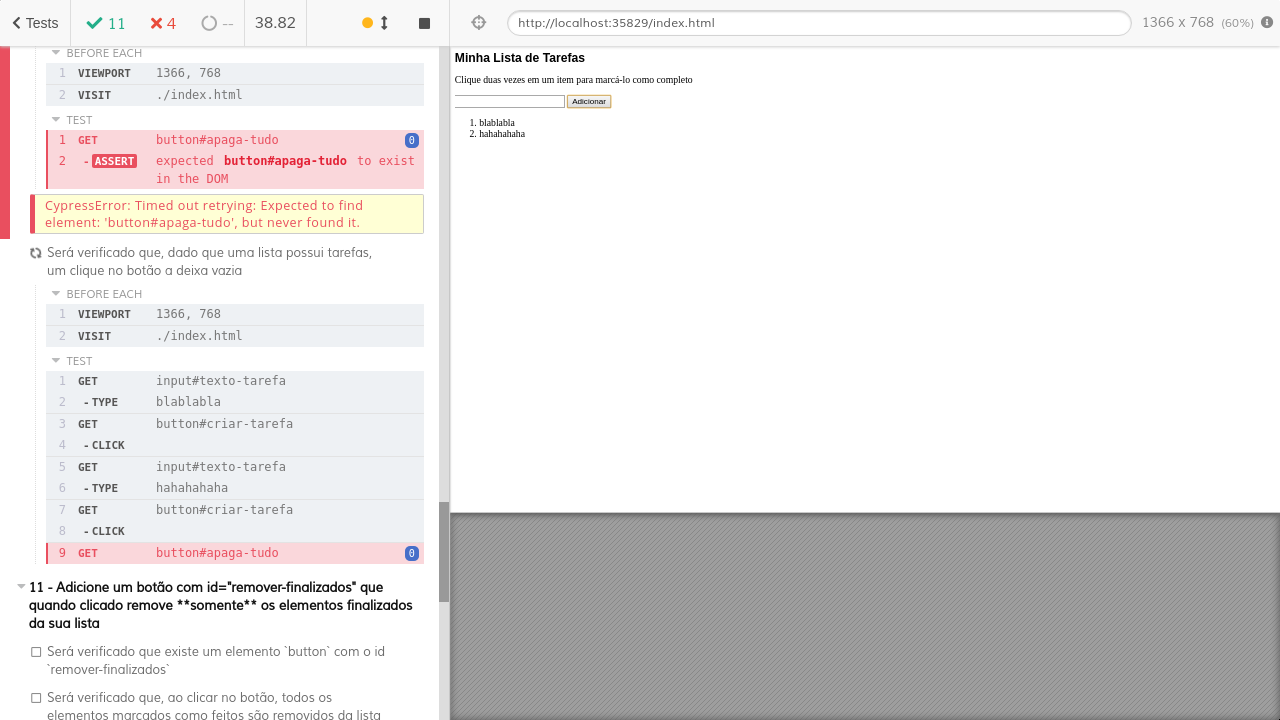 Tests 11 4 -- 38.82 http://localhost:35829/index.html 1366 x 768 (60%)
BEFORE EACH
1 VIEWPORT 1366, 768
2 VISIT ./index.html
TEST
1 GET button#apaga-tudo 0
2 -ASSERT expected button#apaga-tudo to exist
in the DOM
CypressError: Timed out retrying: Expected to find
element: 'button#apaga-tudo', but never found it.
Será verificado que, dado que uma lista possui tarefas,
um clique no botão a deixa vazia
BEFORE EACH
1 VIEWPORT 1366, 768
2 VISIT ./index.html
TEST
1 GET input#texto-tarefa
2 -TYPE blablabla
3 GET button#criar-tarefa
4 -CLICK
5 GET input#texto-tarefa
6 -TYPE hahahahaha
7 GET button#criar-tarefa
8 -CLICK
9 GET button#apaga-tudo 0
11 - Adicione um botão com id="remover-finalizados" que
quando clicado remove **somente** os elementos finalizados
da sua lista
Será verificado que existe um elemento `button` com o id
`remover-finalizados`
Será verificado que, ao clicar no botão, todos os
elementos marcados como feitos são removidos da lista
Minha Lista de Tarefas
Clique duas vezes em um item para marcá-lo como completo
Adicionar
1. blablabla
2. hahahahaha